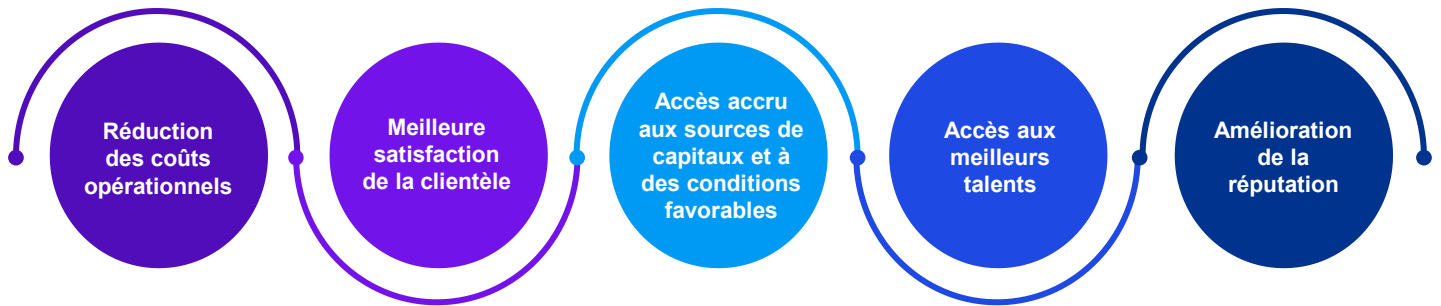 Réduction
des coûts
opérationnels
Meilleure
satisfaction
de la clientèle
Accès accru
aux sources de
capitaux et à
des conditions
favorables
Accès aux
meilleurs
talents
Amélioration
de la
réputation